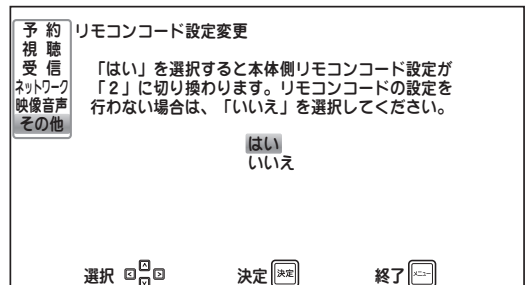 予 約
視 聴
受 信
ネットワーク
映像音声
その他
リモコンコード設定変更
「はい」を選択すると本体側リモコンコード設定が
「２」に切り換わります。リモコンコードの設定を
行わない場合は、「いいえ」を選択してください。
はい
いいえ
選択 決定 決定 終了 メニュー